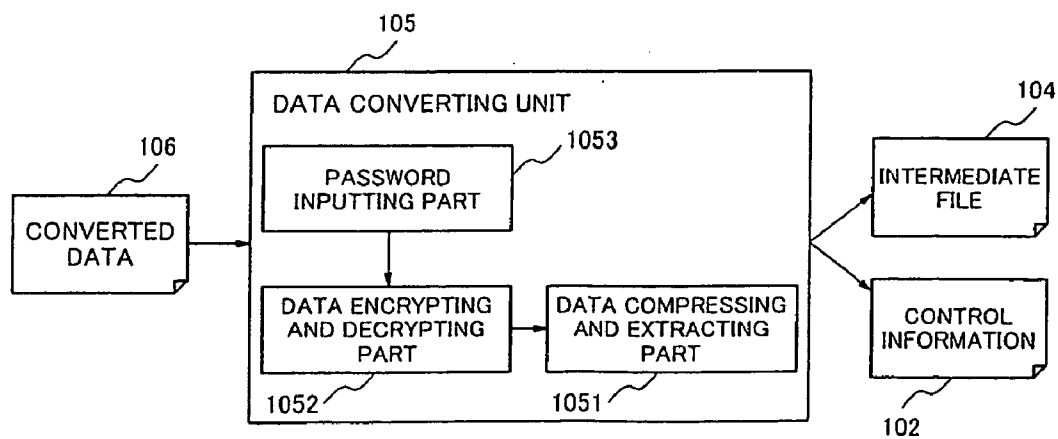 105
DATA CONVERTING UNIT
104
106
1053
PASSWORD
INPUTTING PART
INTERMEDIATE
FILE
CONVERTED
DATA
DATA ENCRYPTING
AND DECRYPTING
PART
DATA COMPRESSING
AND EXTRACTING
PART
CONTROL
INFORMATION
1052
1051
102